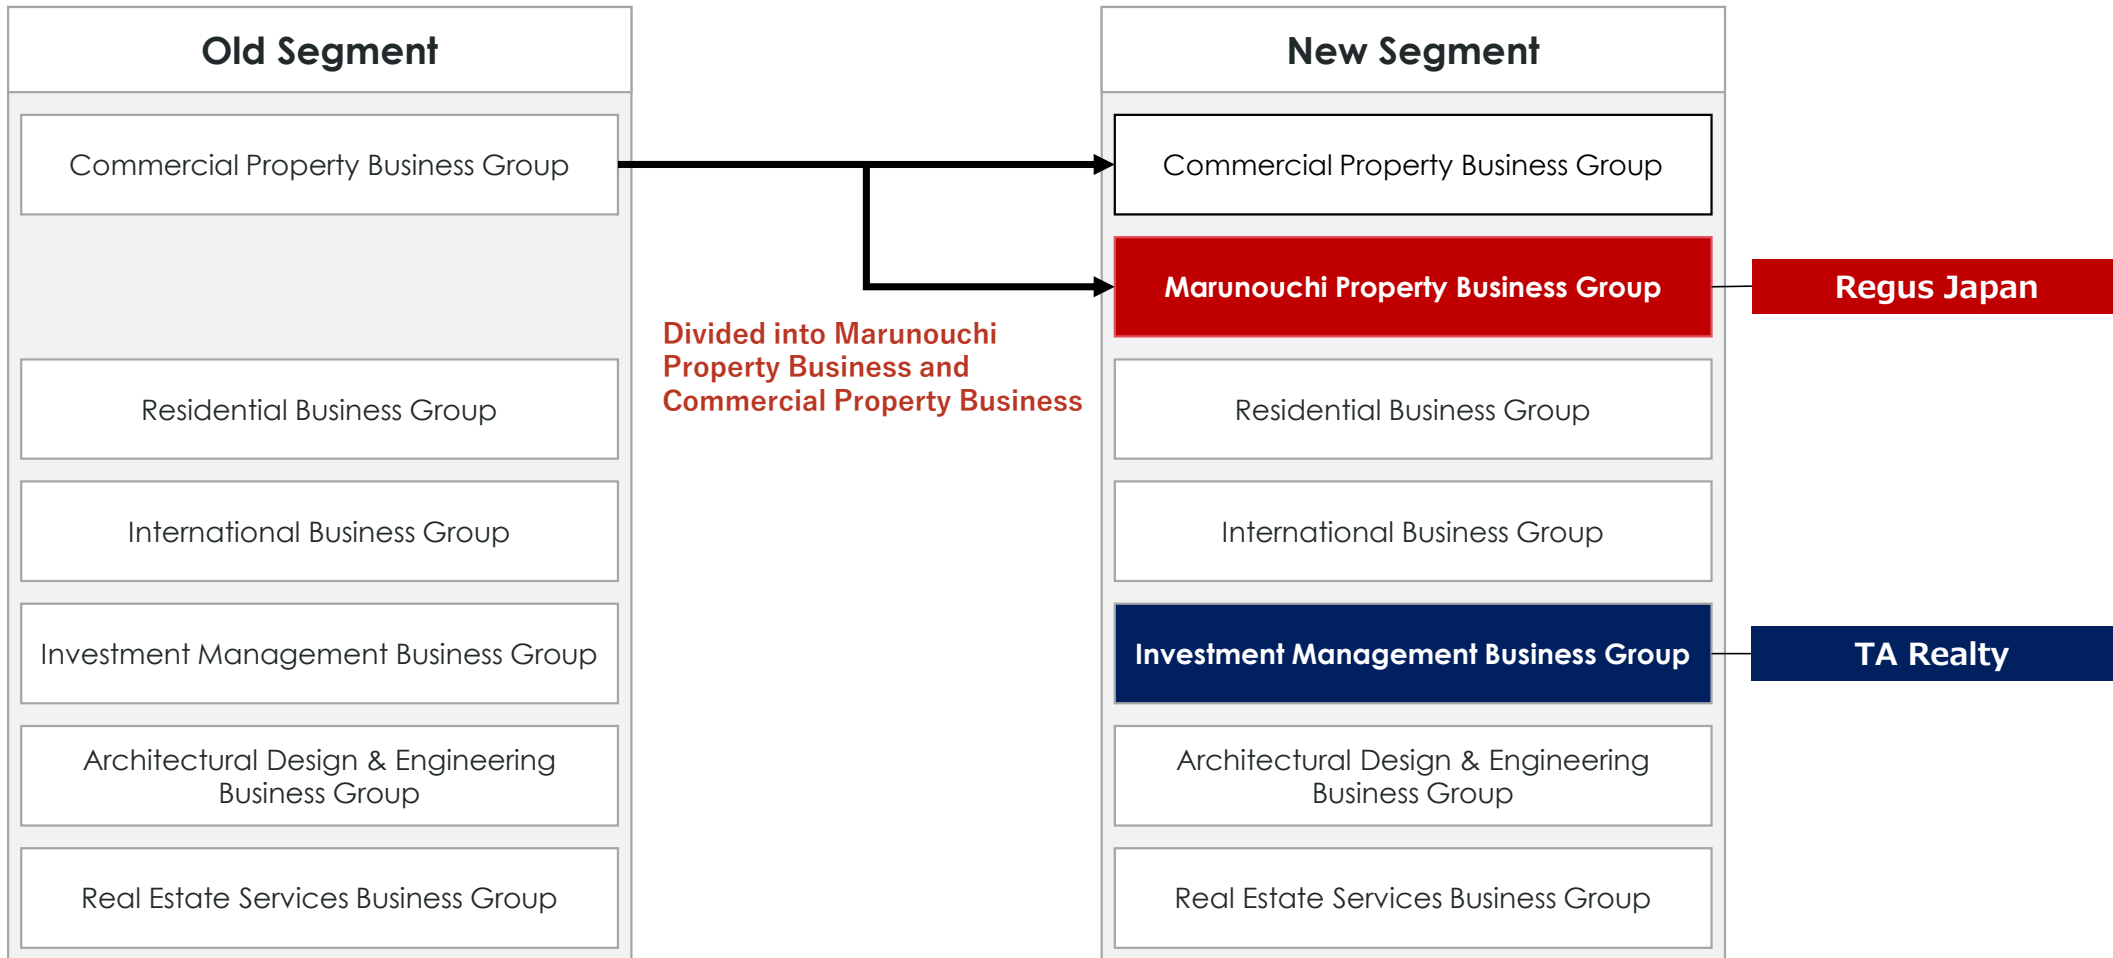 Old Segment
Commercial Property Business Group
Residential Business Group
International Business Group
Investment Management Business Group
Architectural Design & Engineering
Business Group
Real Estate Services Business Group
Divided into Marunouchi
Property Business and
Commercial Property Business
New Segment
Commercial Property Business Group
Marunouchi Property Business Group
Residential Business Group
International Business Group
Investment Management Business Group
Architectural Design & Engineering
Business Group
Real Estate Services Business Group
Regus Japan
TA Realty